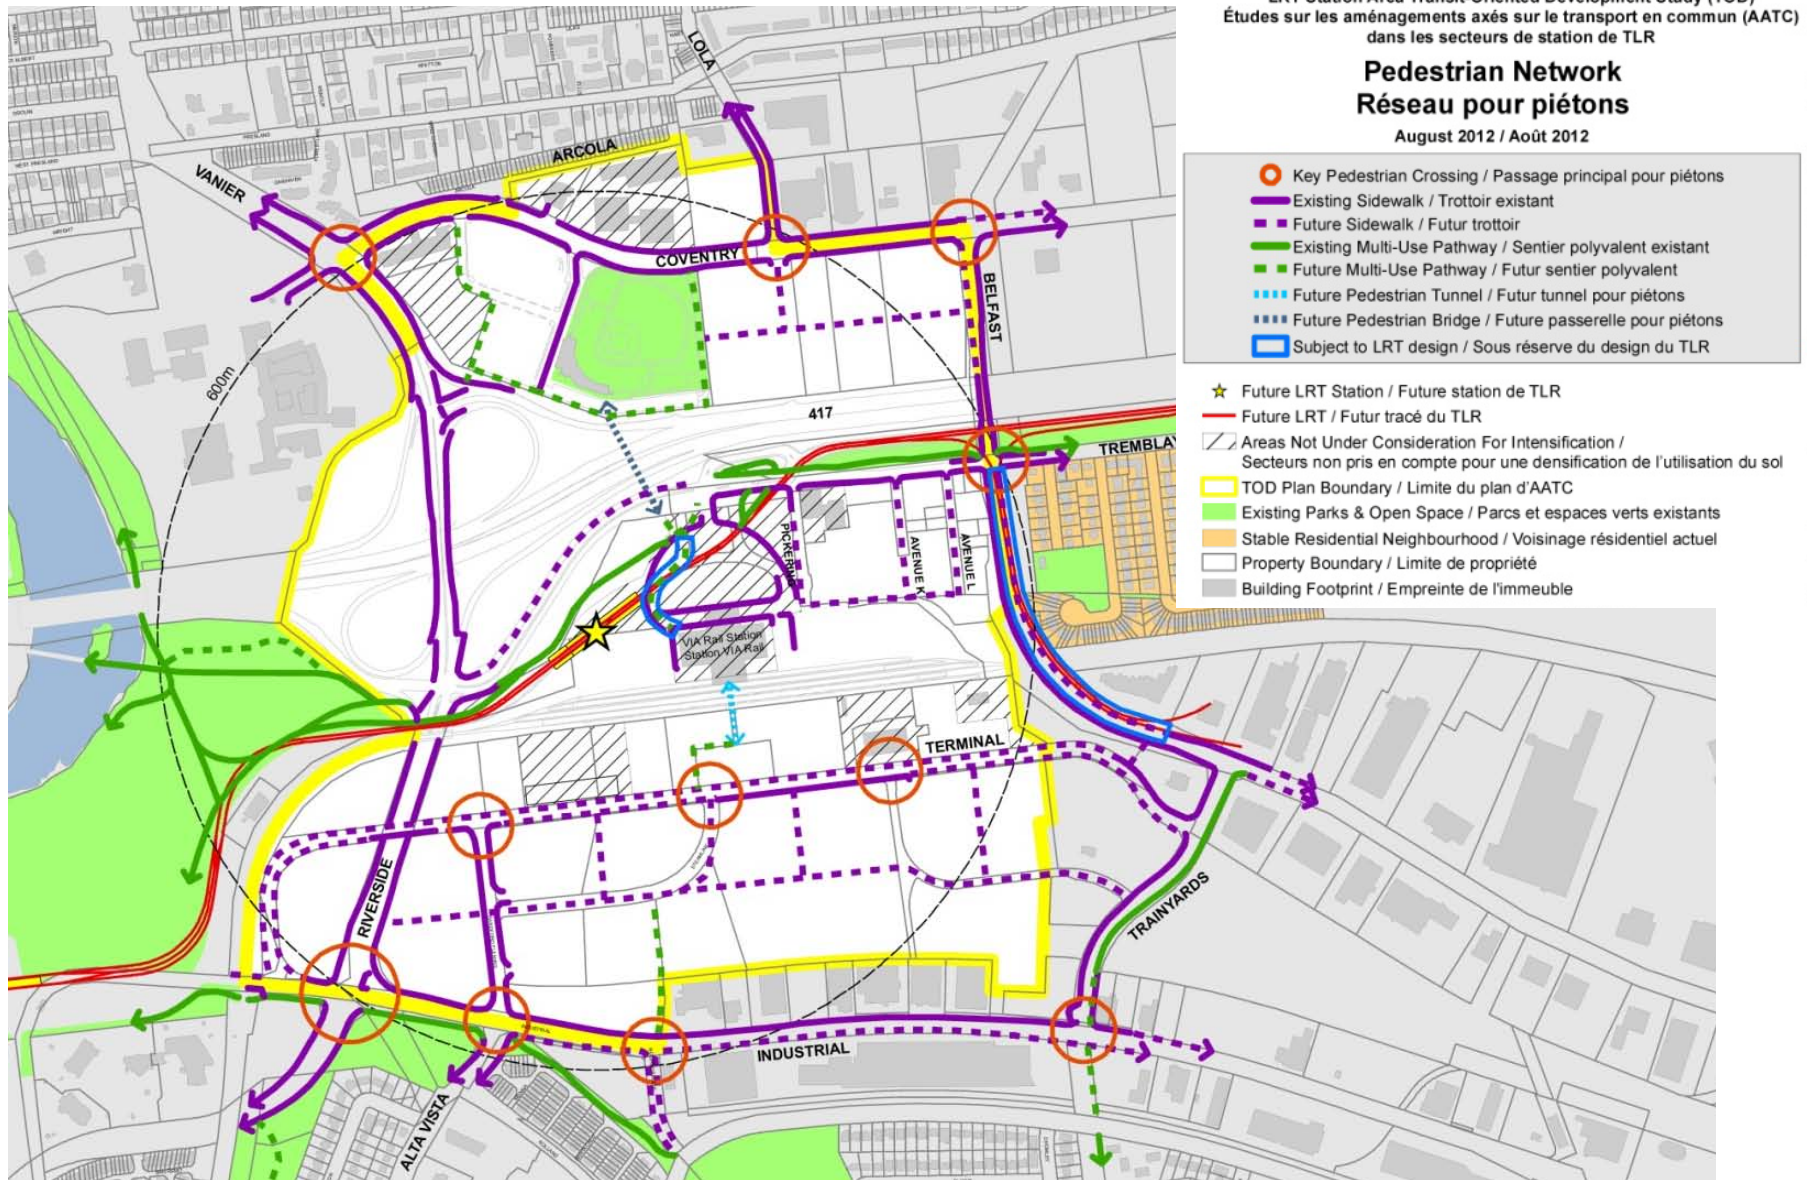 LRT Station Area Transit-Oriented Development Study (TOD)
Études sur les aménagements axés sur le transport en commun (AATC)
dans les secteurs de station de TLR
Pedestrian Network
Réseau pour piétons
August 2012 / Août 2012
Key Pedestrian Crossing / Passage principal pour piétons
Existing Sidewalk / Trottoir existant
Future Sidewalk / Futur trottoir
Existing Multi-Use Pathway / Sentier polyvalent existant
Future Multi-Use Pathway / Futur sentier polyvalent
Future Pedestrian Tunnel / Futur tunnel pour piétons
Future Pedestrian Bridge / Future passerelle pour piétons
Subject to LRT design / Sous réserve du design du TLR
Future LRT Station / Future station de TLR
Future LRT / Futur tracé du TLR
Areas Not Under Consideration For Intensification /
Secteurs non pris en compte pour une densification de l'utilisation du sol
TOD Plan Boundary / Limite du plan d'AATC
Existing Parks & Open Space / Parcs et espaces verts existants
Stable Residential Neighbourhood / Voisinage résidentiel actuel
Property Boundary / Limite de propriété
Building Footprint / Empreinte de l'immeuble
LOLA
ARCOLA
VANIER
COVENTRY
BELFAST
600m
417
TREMBLAY
PICKERING
AVENUE K
AVENUE L
VIA Rail Station
Station VIA Rail
TERMINAL
RIVERSIDE
TRAINYARDS
INDUSTRIAL
ALTA VISTA